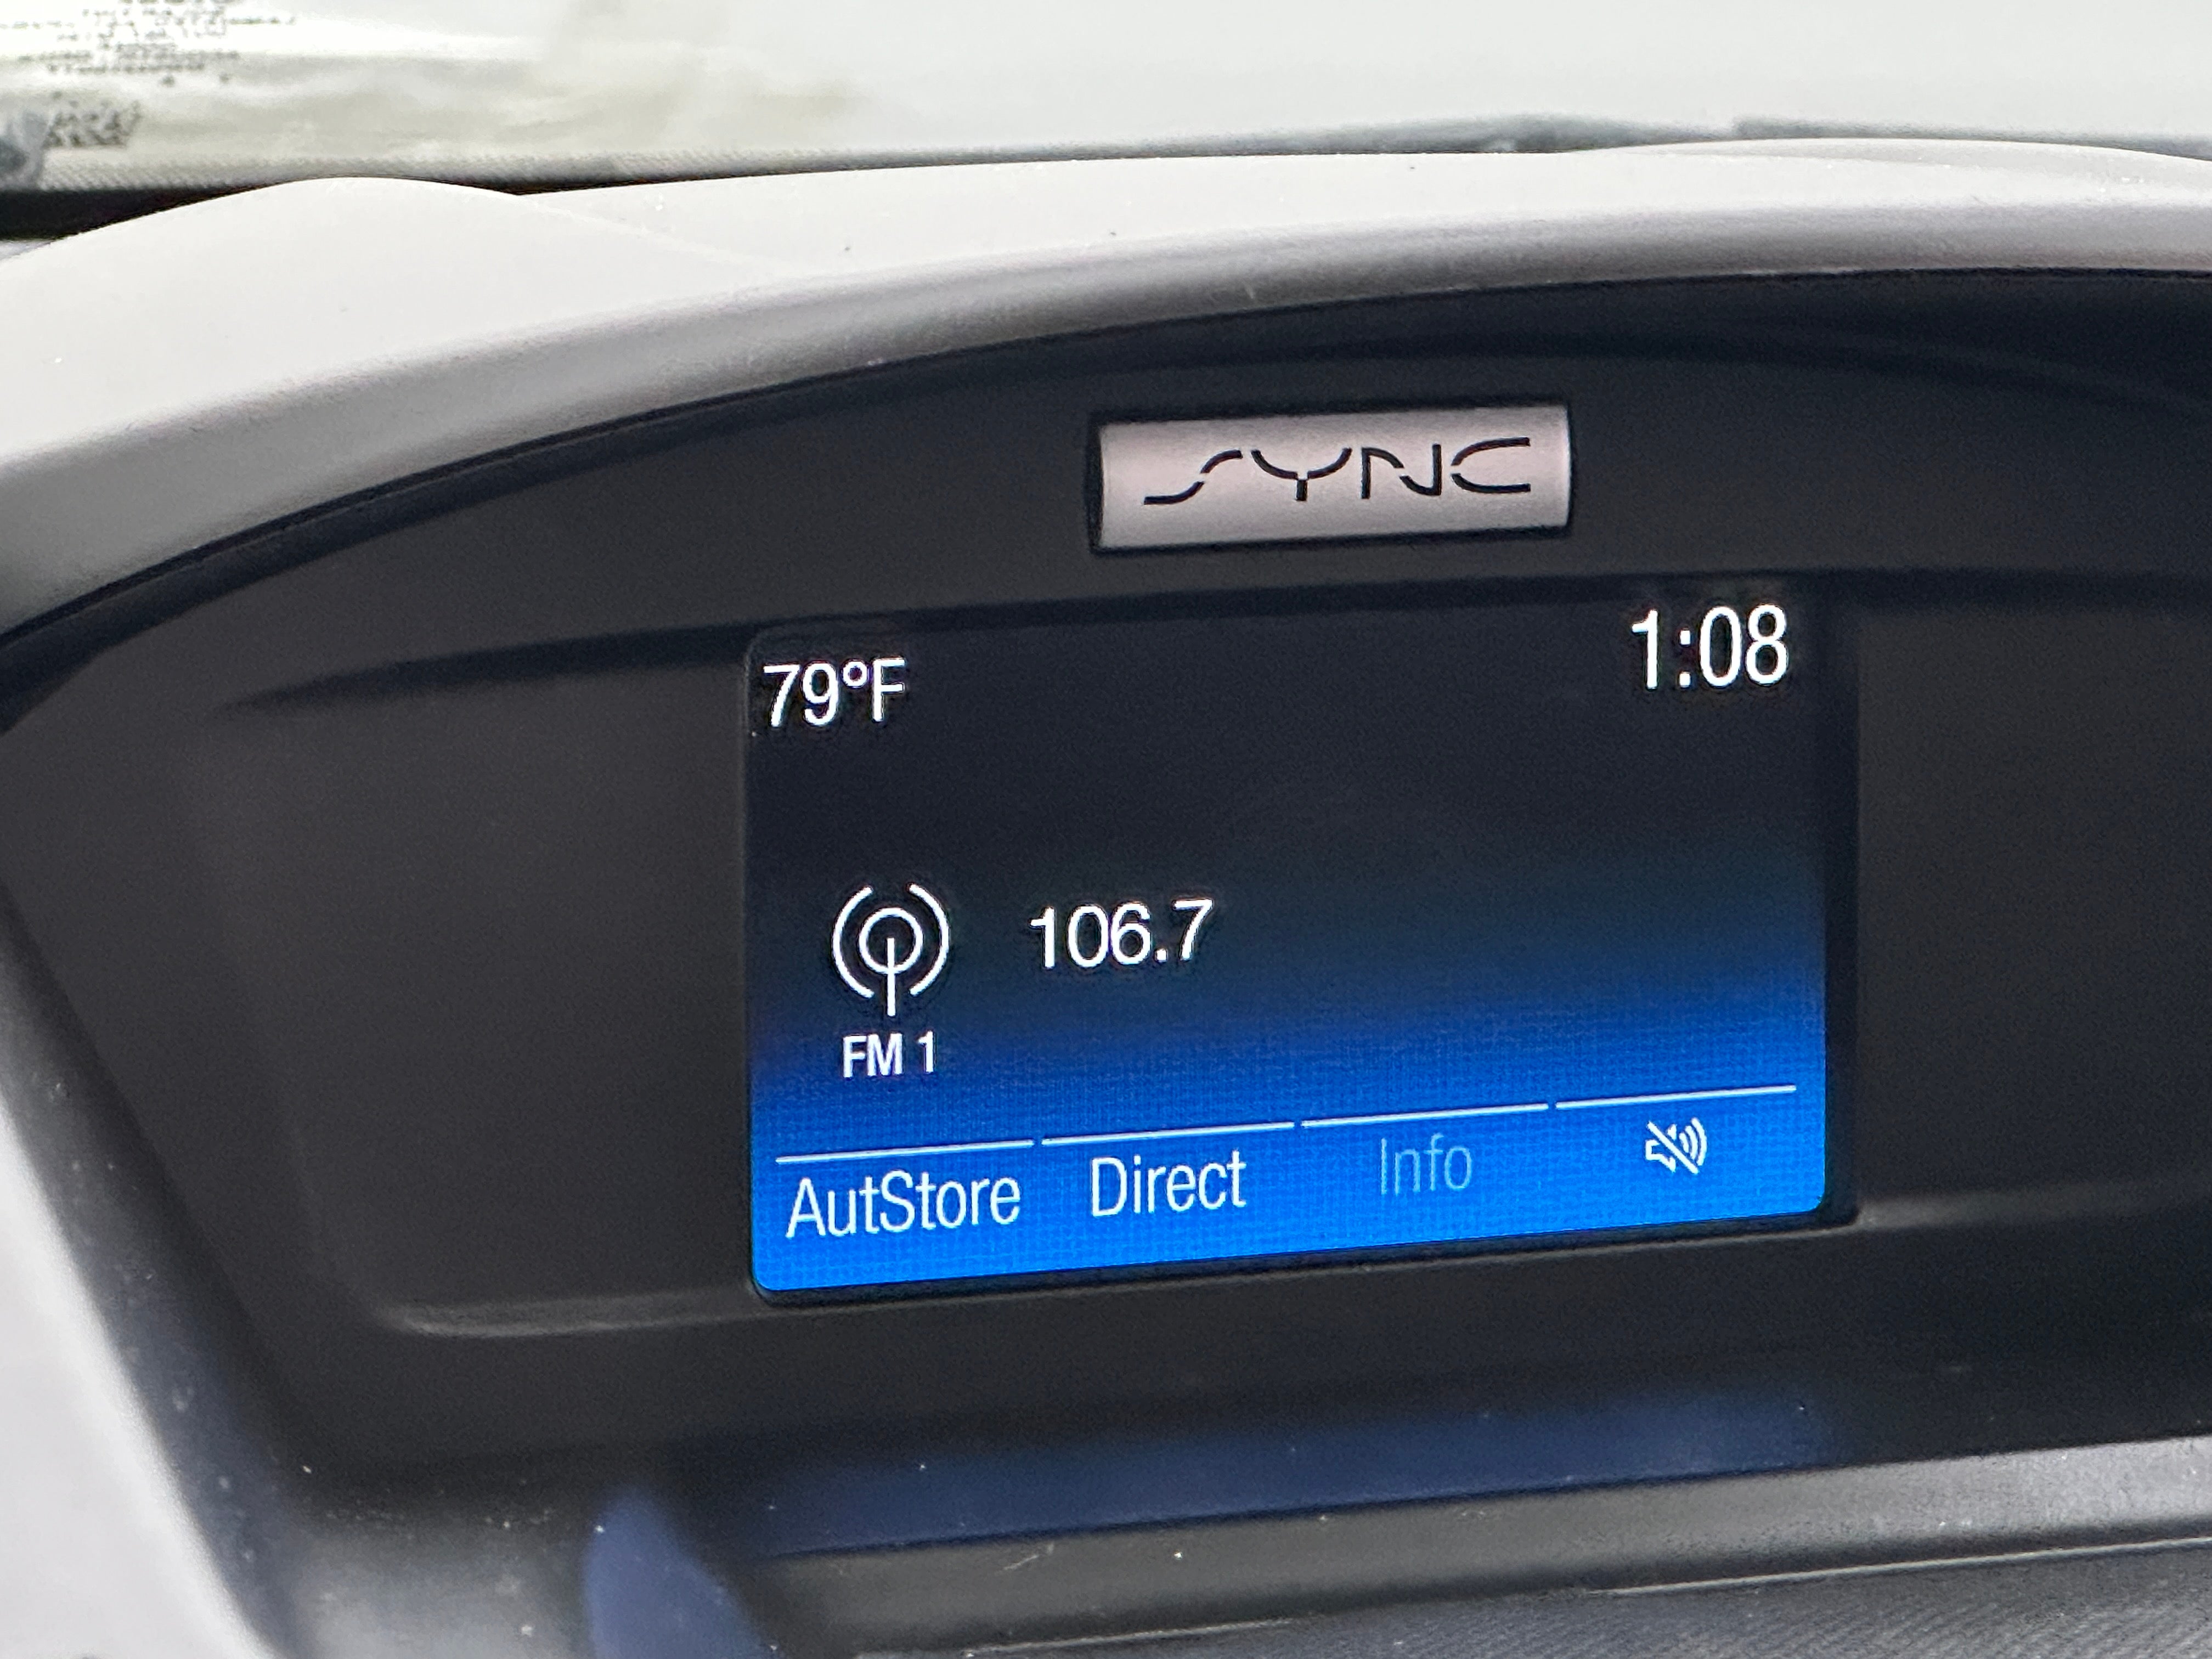 SYNC
79°F 1:08
106.7
FM 1
AutStore Direct Info